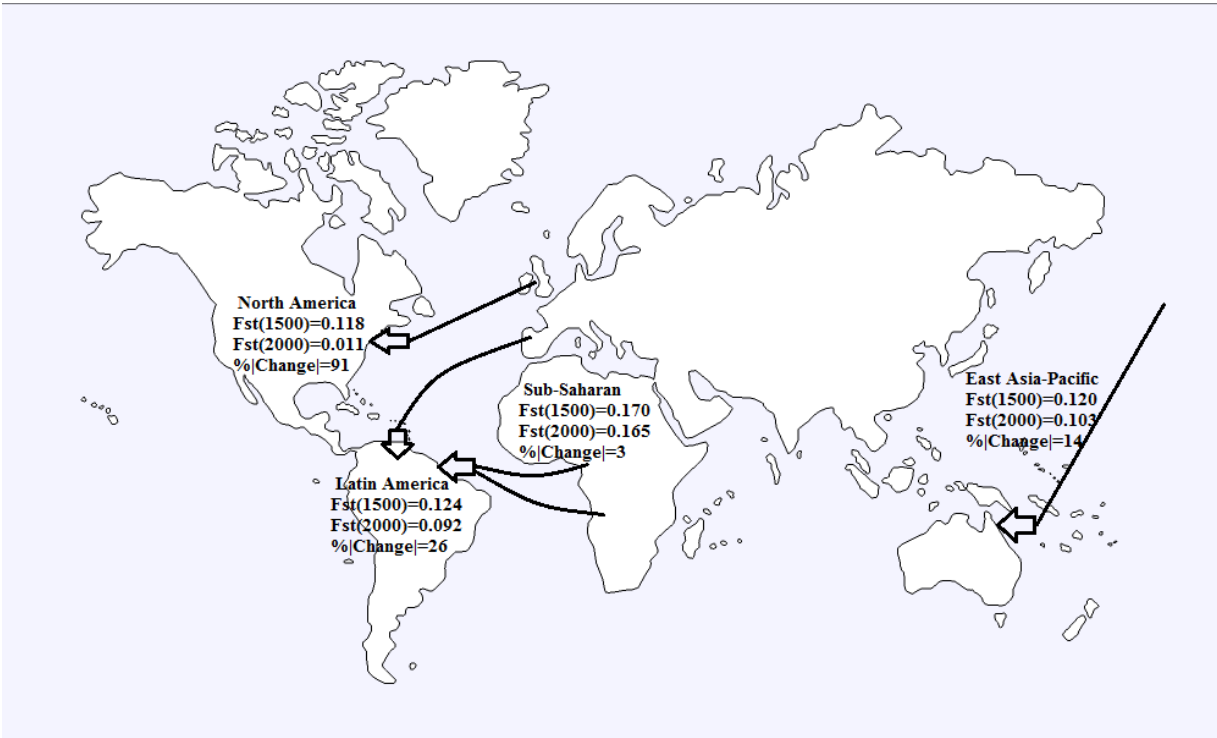 North America
Fst(1500)=0.118
Fst(2000)=0.011
%|Change|=91
Sub-Saharan
Fst(1500)=0.170
Fst(2000)=0.165
%|Change|=3
East Asia-Pacific
Fst(1500)=0.120
Fst(2000)=0.103
%|Change|=14
Latin America
Fst(1500)=0.124
Fst(2000)=0.092
%|Change|=26